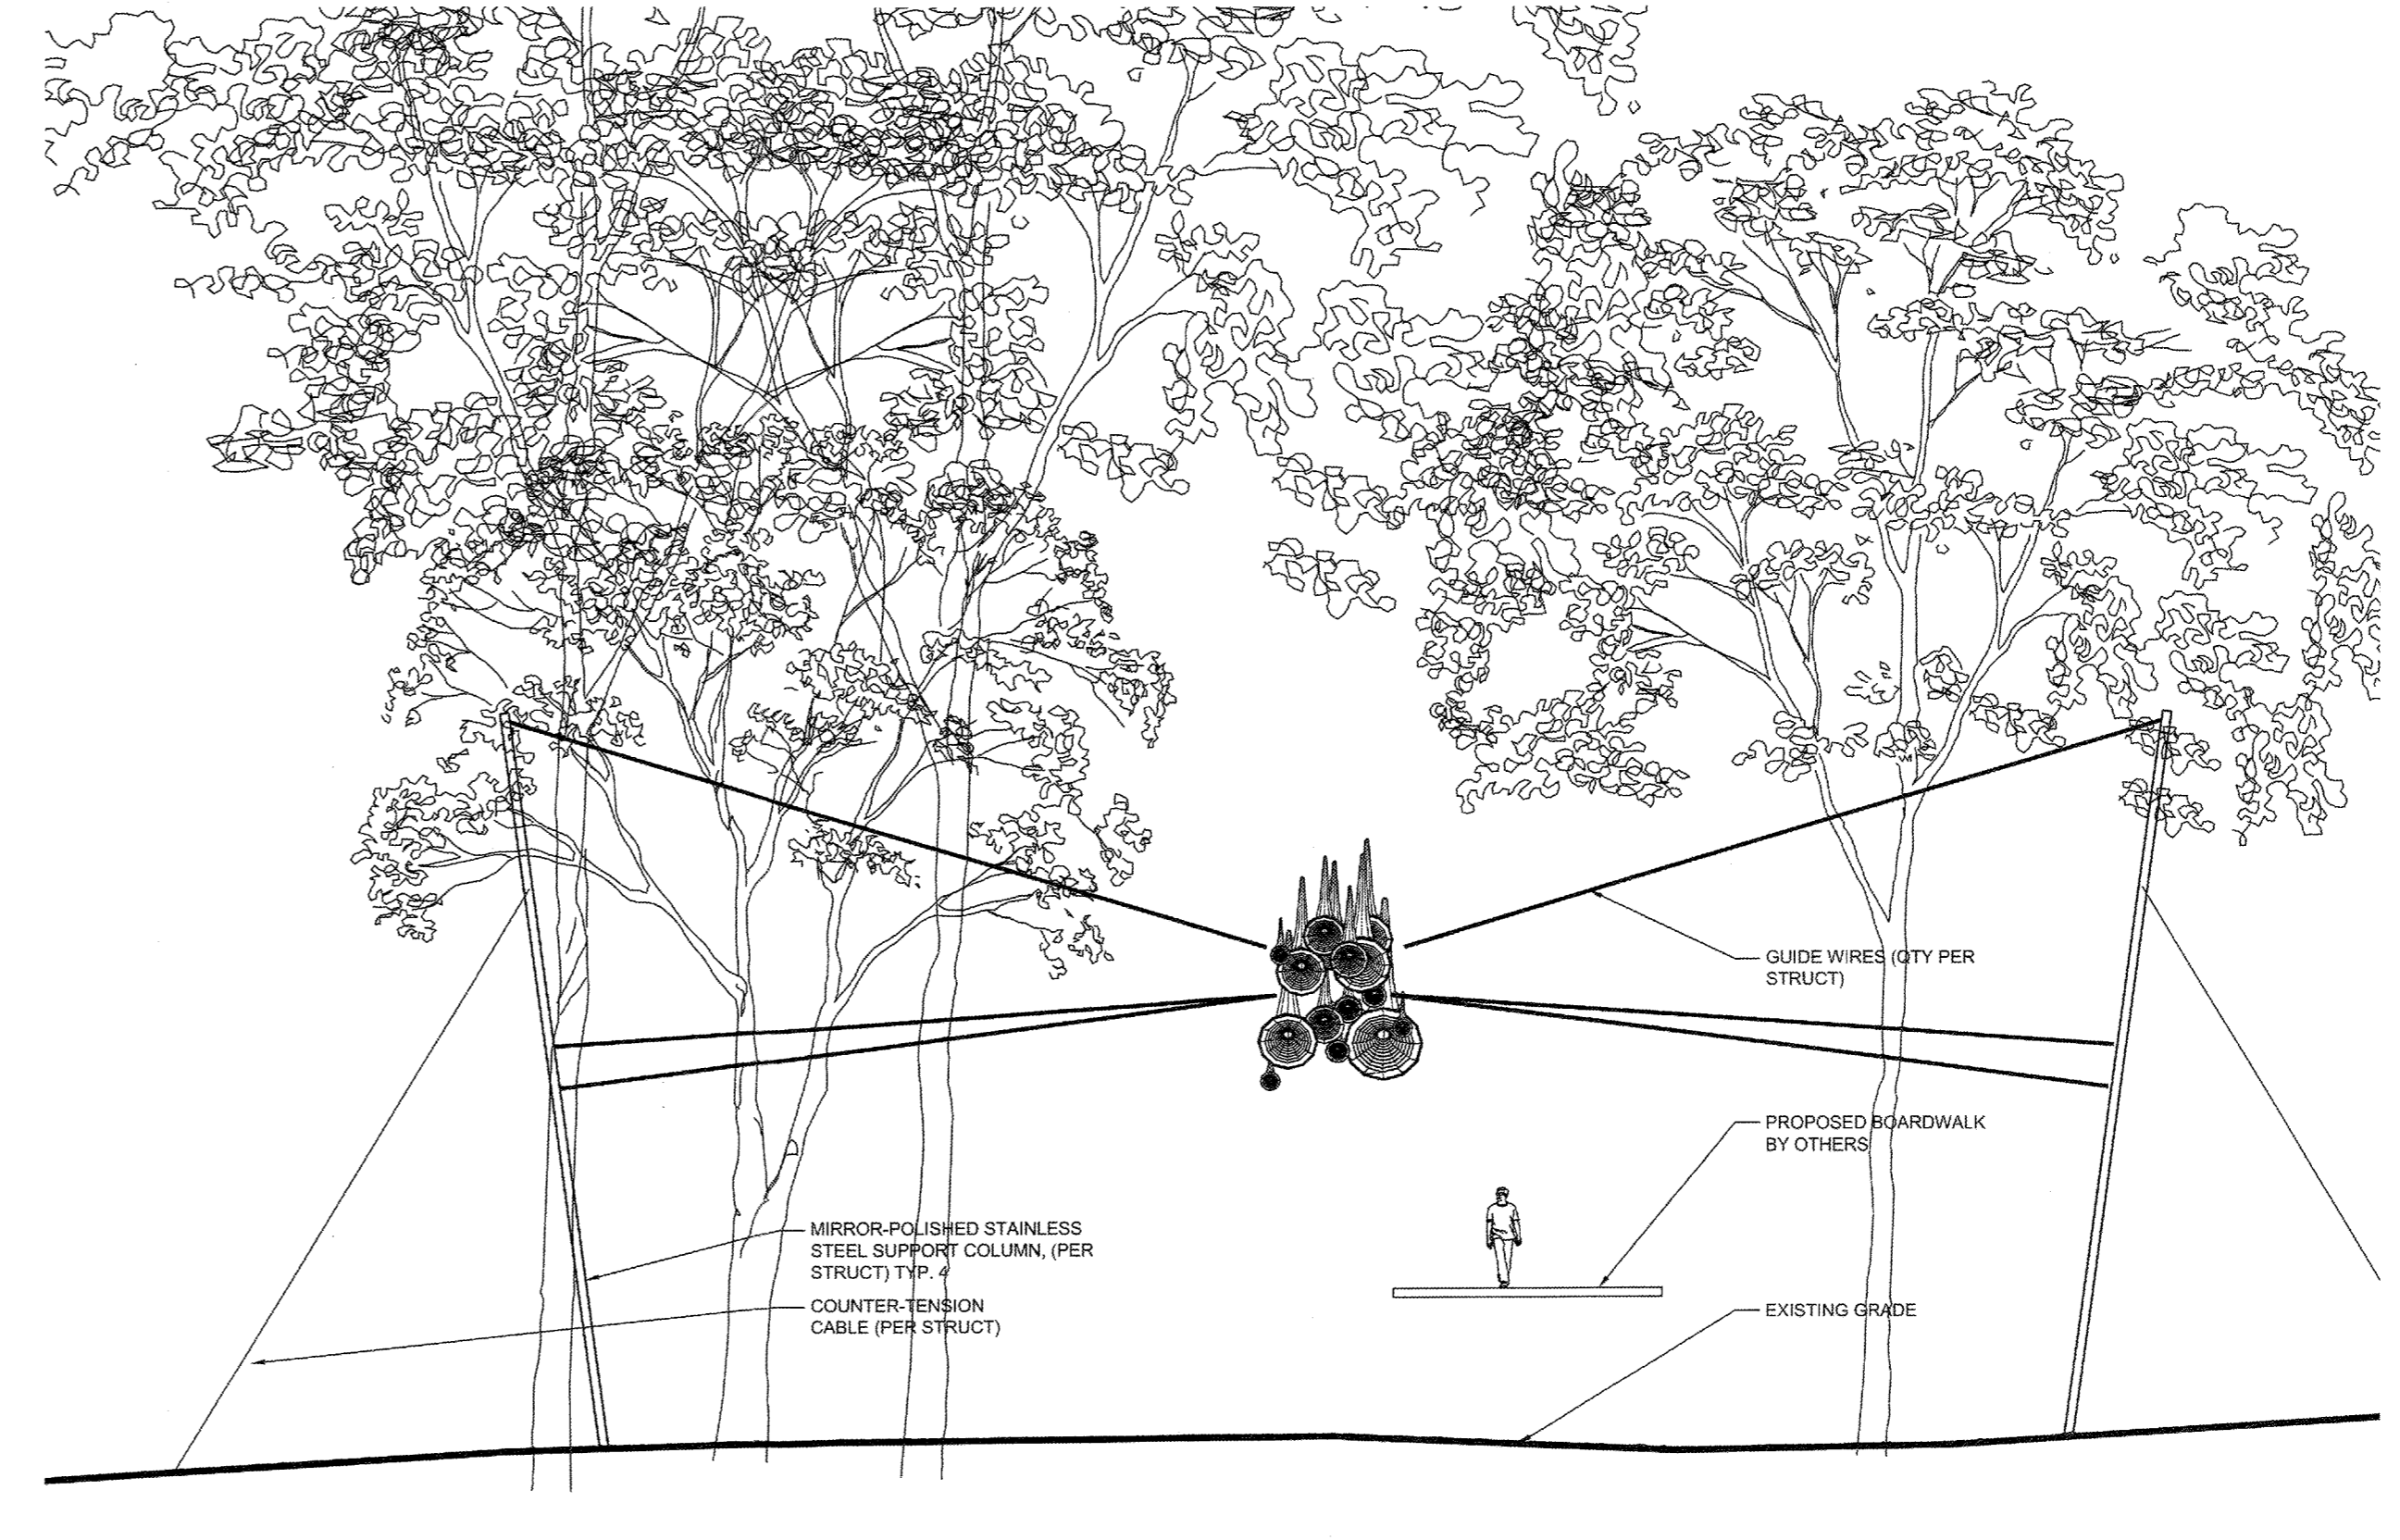 GUIDE WIRES (QTY PER
STRUCT)
PROPOSED BOARDWALK
BY OTHERS
MIRROR-POLISHED STAINLESS
STEEL SUPPORT COLUMN, (PER
STRUCT) TYP. 4
COUNTER-TENSION
CABLE (PER STRUCT)
EXISTING GRADE